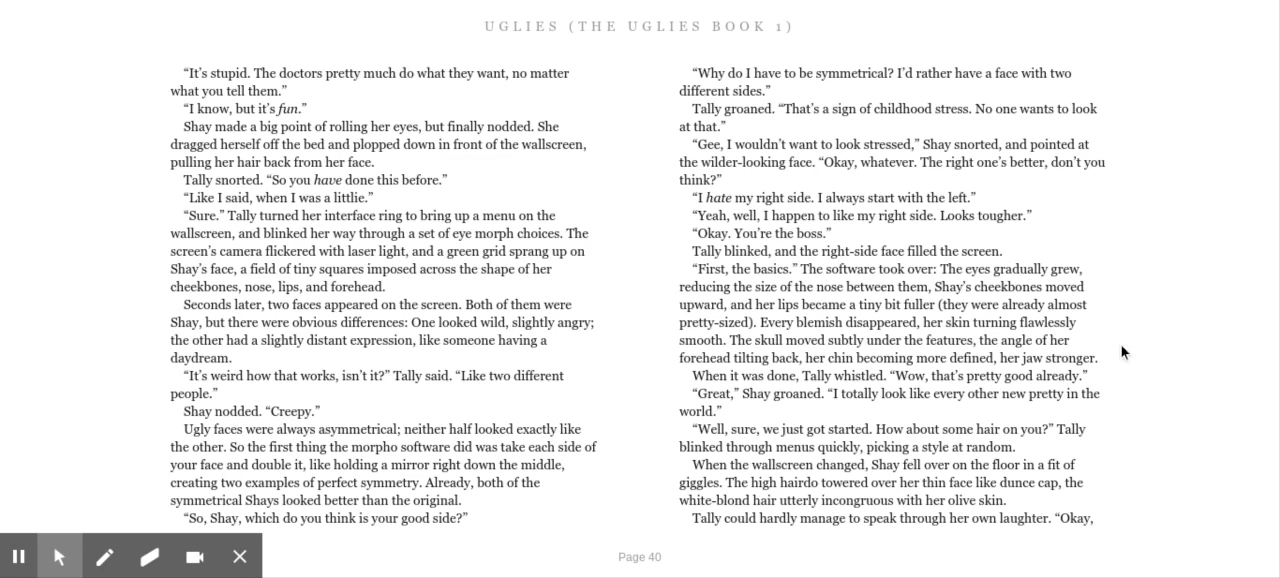 UGLIES (THE UGLIES BOOK 1)
“It’s stupid. The doctors pretty much do what they want, no matter
what you tell them.”
“I know, but it’s fun.”
Shay made a big point of rolling her eyes, but finally nodded. She
dragged herself off the bed and plopped down in front of the wallscreen,
pulling her hair back from her face.
Tally snorted. “So you have done this before.”
“Like I said, when I was a littlie.”
“Sure.” Tally turned her interface ring to bring up a menu on the
wallscreen, and blinked her way through a set of eye morph choices. The
screen’s camera flickered with laser light, and a green grid sprang up on
Shay’s face, a field of tiny squares imposed across the shape of her
cheekbones, nose, lips, and forehead.
Seconds later, two faces appeared on the screen. Both of them were
Shay, but there were obvious differences: One looked wild, slightly angry;
the other had a slightly distant expression, like someone having a
daydream.
“It’s weird how that works, isn’t it?” Tally said. “Like two different
people.”
Shay nodded. “Creepy.”
Ugly faces were always asymmetrical; neither half looked exactly like
the other. So the first thing the morpho software did was take each side of
your face and double it, like holding a mirror right down the middle,
creating two examples of perfect symmetry. Already, both of the
symmetrical Shays looked better than the original.
“So, Shay, which do you think is your good side?”
“Why do I have to be symmetrical? I’d rather have a face with two
different sides.”
Tally groaned. “That’s a sign of childhood stress. No one wants to look
at that.”
“Gee, I wouldn’t want to look stressed,” Shay snorted, and pointed at
the wilder-looking face. “Okay, whatever. The right one’s better, don’t you
think?”
“I hate my right side. I always start with the left.”
“Yeah, well, I happen to like my right side. Looks tougher.”
“Okay. You’re the boss.”
Tally blinked, and the right-side face filled the screen.
“First, the basics.” The software took over: The eyes gradually grew,
reducing the size of the nose between them, Shay’s cheekbones moved
upward, and her lips became a tiny bit fuller (they were already almost
pretty-sized). Every blemish disappeared, her skin turning flawlessly
smooth. The skull moved subtly under the features, the angle of her
forehead tilting back, her chin becoming more defined, her jaw stronger.
When it was done, Tally whistled. “Wow, that’s pretty good already.”
“Great,” Shay groaned. “I totally look like every other new pretty in the
world.”
“Well, sure, we just got started. How about some hair on you?” Tally
blinked through menus quickly, picking a style at random.
When the wallscreen changed, Shay fell over on the floor in a fit of
giggles. The high hairdo towered over her thin face like dunce cap, the
white-blond hair utterly incongruous with her olive skin.
Tally could hardly manage to speak through her own laughter. “Okay,
Page 40